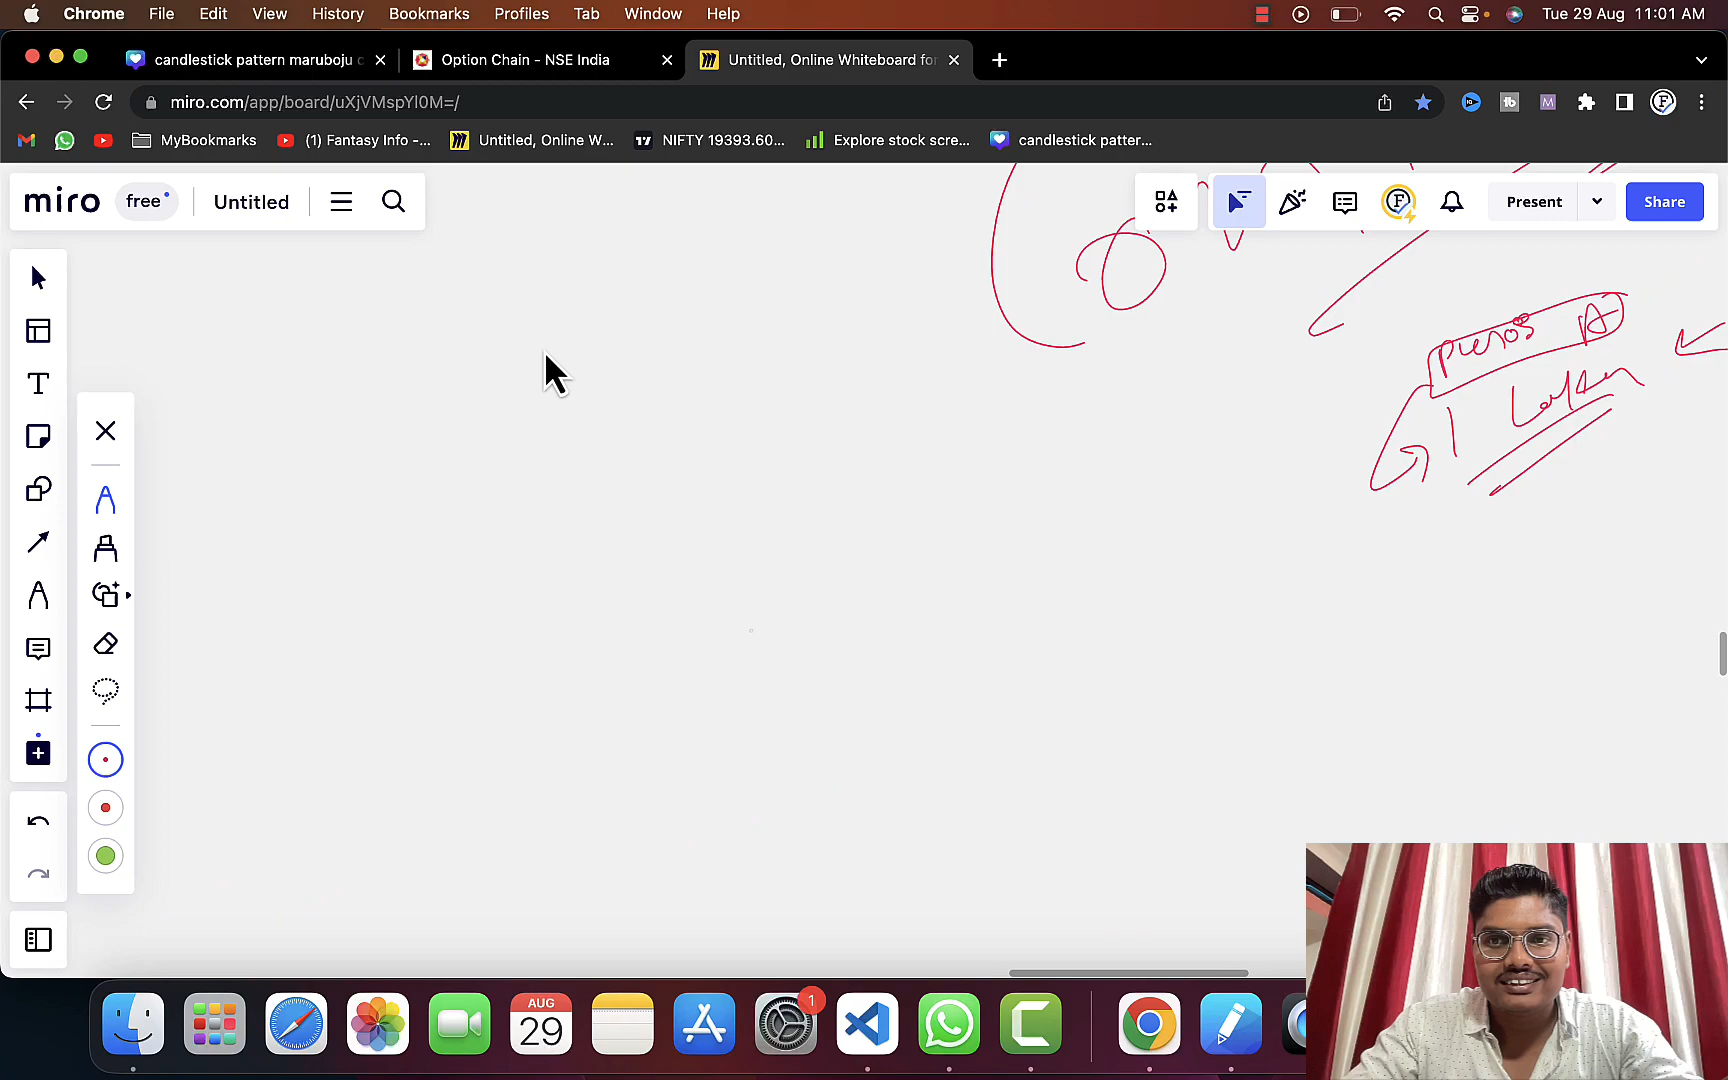 Chrome File Edit View History Bookmarks Profiles Tab Window Help Tue 29 Aug 11:01 AM
candlestick pattern maruboju c Option Chain - NSE India Untitled, Online Whiteboard for
miro.com/app/board/uXjVMspYl0M=/
MyBookmarks (1) Fantasy Info -... Untitled, Online W... NIFTY 19393.60... Explore stock scre... candlestick patter...
miro free Untitled Present Share
AUG
29
1